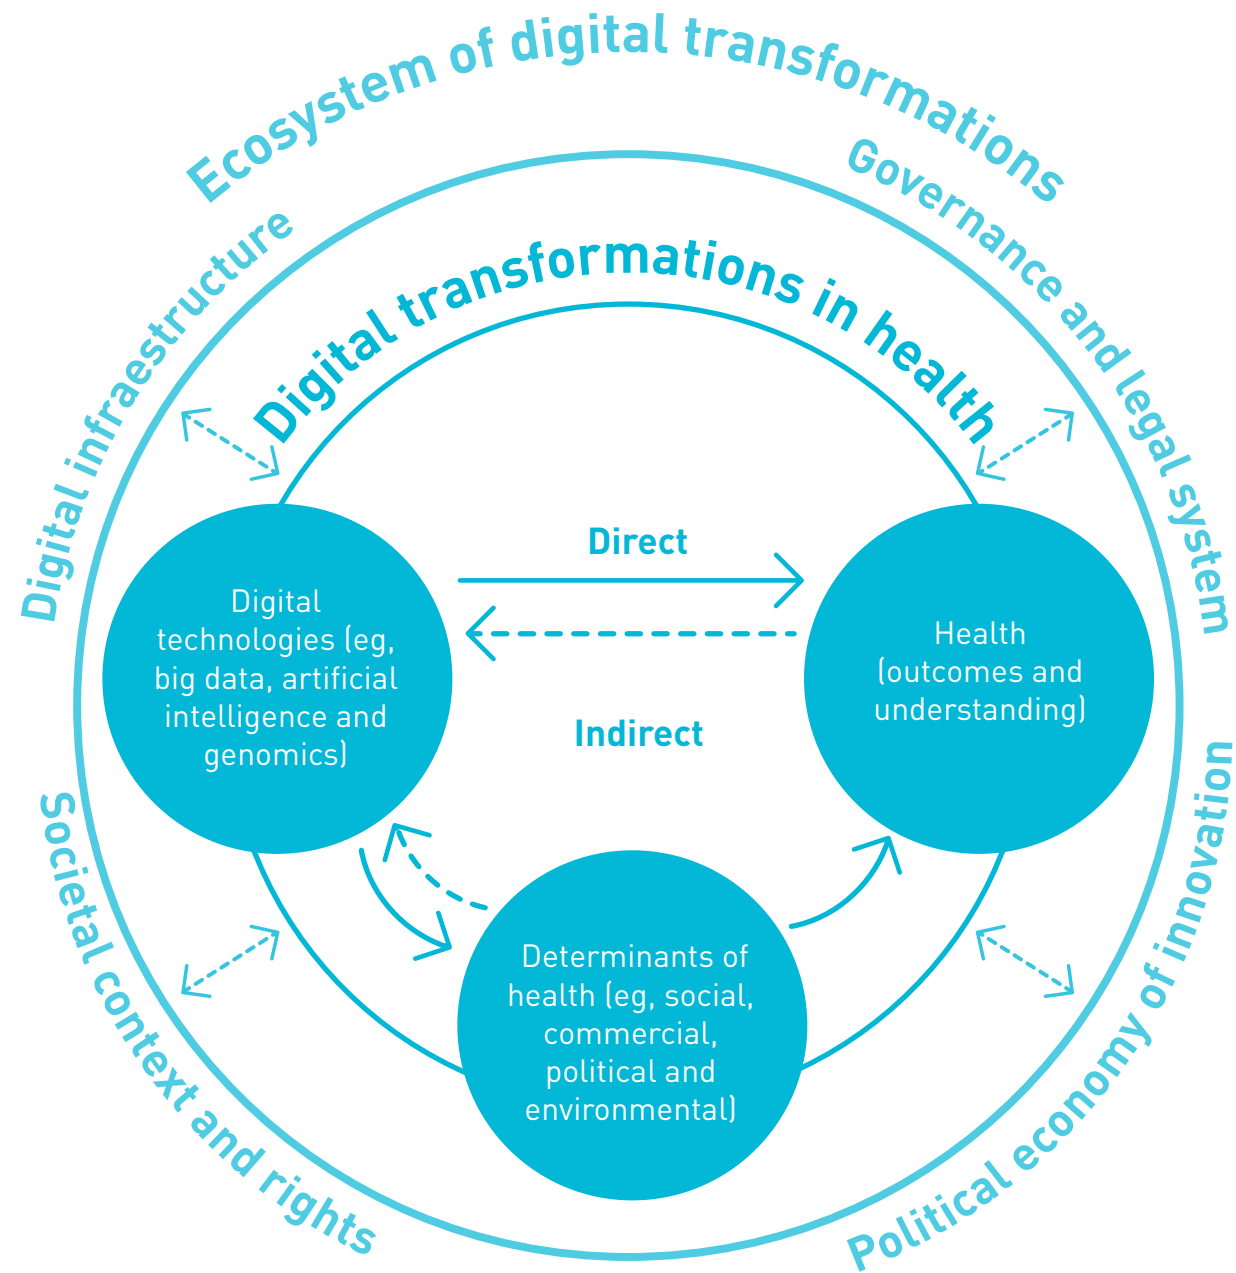 Ecosystem of digital transformations
Digital infraestructure
Governance and legal system
Digital transformations in health
Direct
Digital
technologies (eg,
big data, artificial
intelligence and
genomics)
Health
(outcomes and
understanding)
Indirect
Determinants of
health (eg, social,
commercial,
political and
environmental)
Societal context and rights
Political economy of innovation